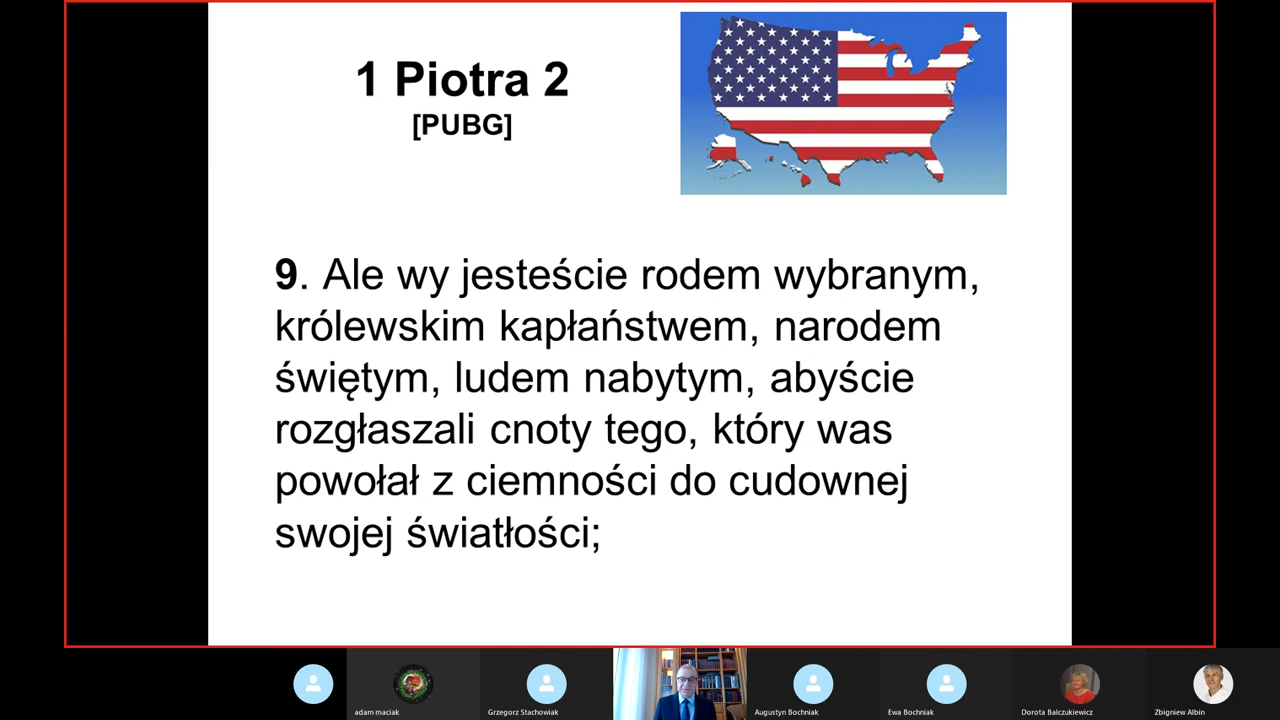 1 Piotra 2
[PUBG]
9. Ale wy jesteście rodem wybranym,
królewskim kapłaństwem, narodem
świętym, ludem nabytym, abyście
rozgłaszali cnoty tego, który was
powołał z ciemności do cudownej
swojej światłości;
adam maciak
Grzegorz Stachowiak
Augustyn Bochniak
Ewa Bochniak
Dorota Balczukiewicz
Zbigniew Albin